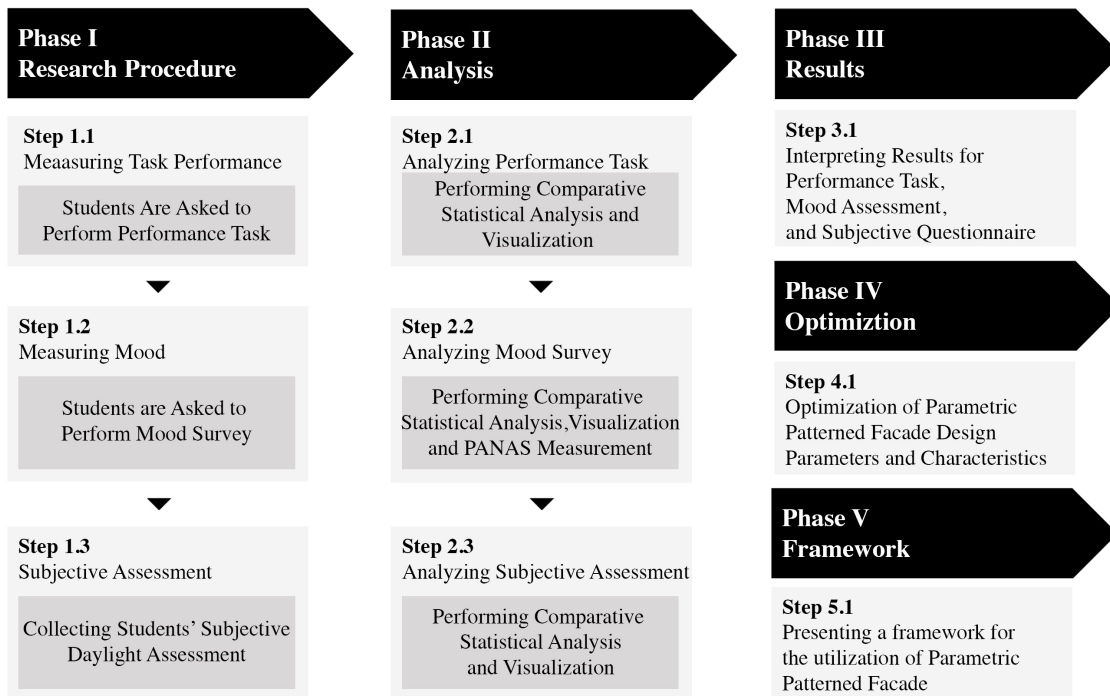 Phase I
Research Procedure
Step 1.1
Meaasuring Task Performance
Students Are Asked to
Perform Performance Task
Step 1.2
Measuring Mood
Students are Asked to
Perform Mood Survey
Step 1.3
Subjective Assessment
Collecting Students’ Subjective
Daylight Assessment
Phase II
Analysis
Step 2.1
Analyzing Performance Task
Performing Comparative
Statistical Analysis and
Visualization
Step 2.2
Analyzing Mood Survey
Performing Comparative
Statistical Analysis,Visualization
and PANAS Measurement
Step 2.3
Analyzing Subjective Assessment
Performing Comparative
Statistical Analysis
and Visualization
Phase III
Results
Step 3.1
Interpreting Results for
Performance Task,
Mood Assessment,
and Subjective Questionnaire
Phase IV
Optimiztion
Step 4.1
Optimization of Parametric
Patterned Facade Design
Parameters and Characteristics
Phase V
Framework
Step 5.1
Presenting a framework for
the utilization of Parametric
Patterned Facade